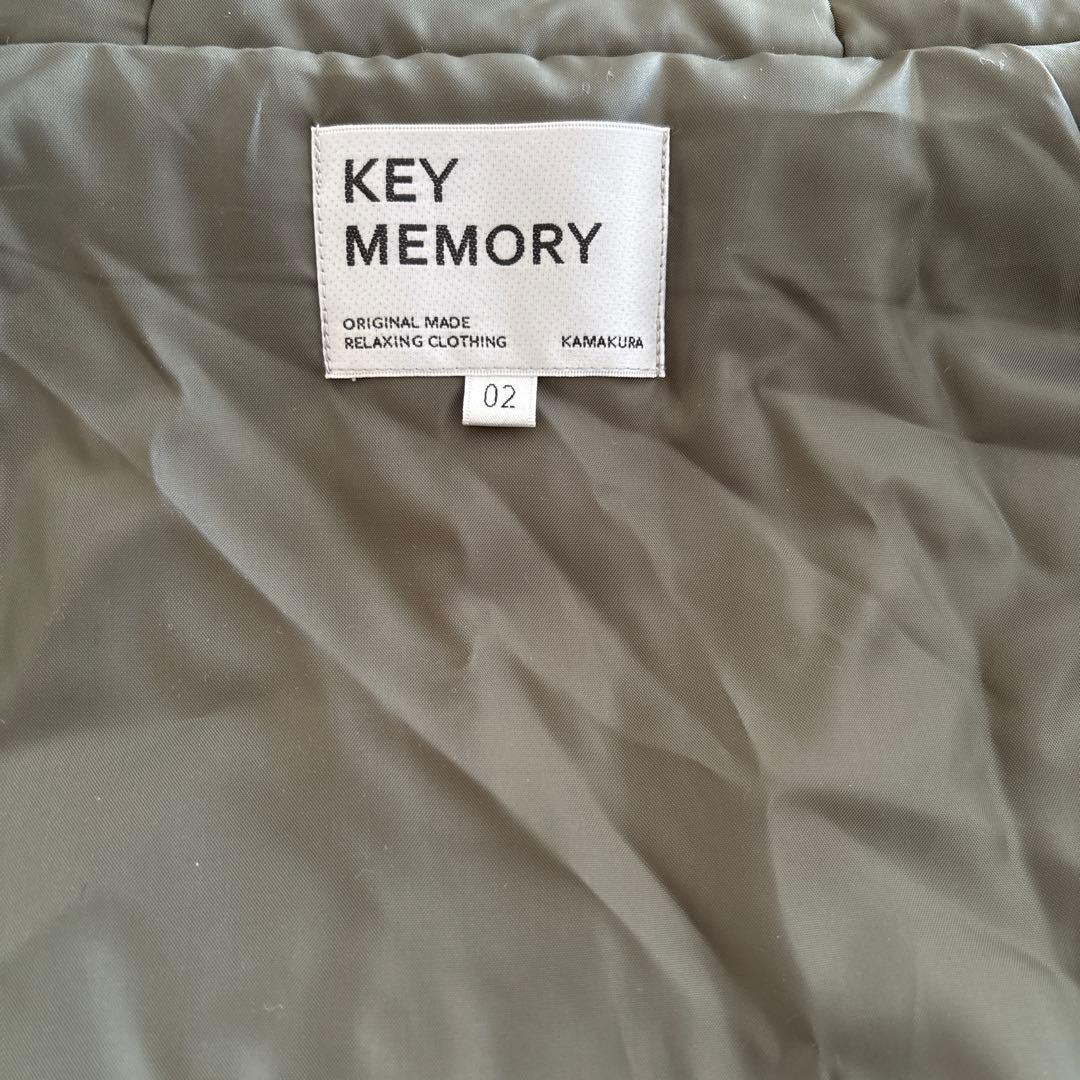 KEY
MEMORY
ORIGINAL MADE
RELAXING CLOTHING KAMAKURA
02